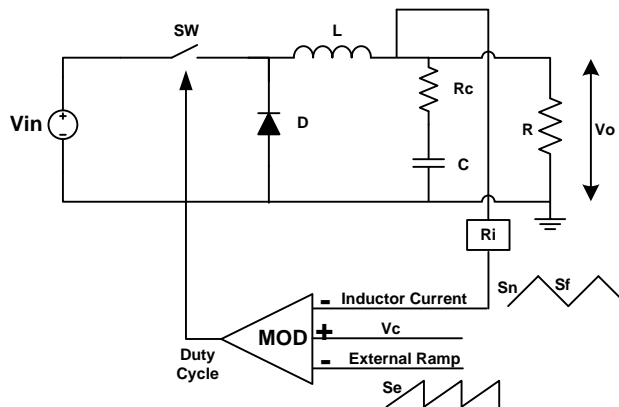 SW
L
Rc
Vin
D
R
Vo
C
Ri
Sn
Sf
- Inductor Current
MOD
+ Vc
- External Ramp
Duty
Cycle
Se